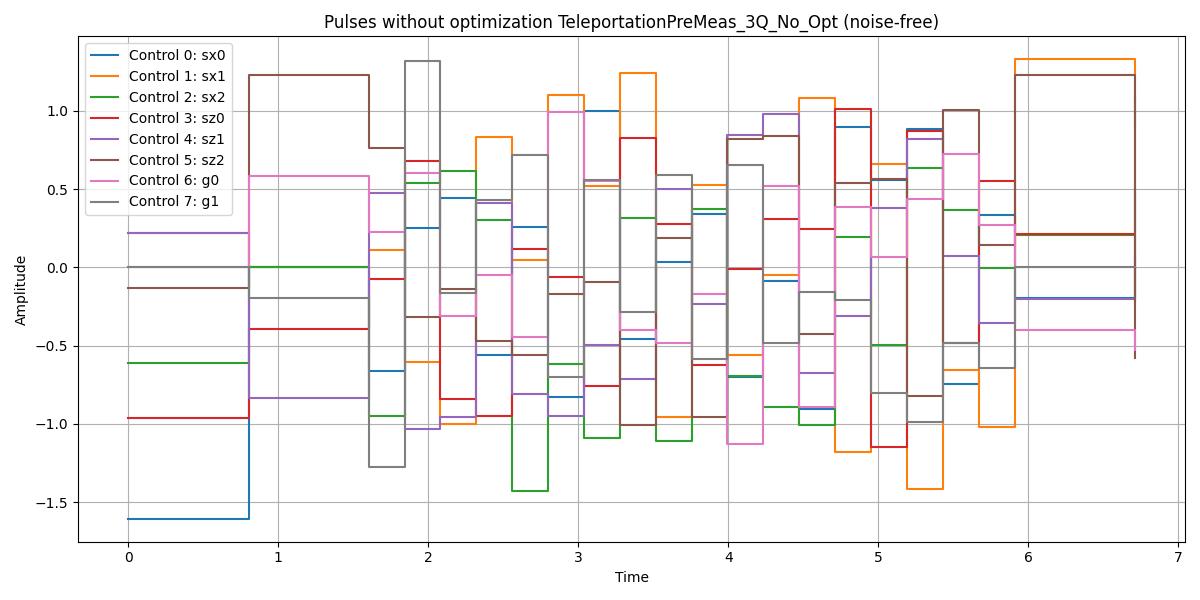 Pulses without optimization TeleportationPreMeas_3Q_No_Opt (noise-free)
Control 0: sx0
Control 1: sx1
Control 2: sx2
Control 3: sz0
Control 4: sz1
Control 5: sz2
Control 6: g0
Control 7: g1
Amplitude
1.0
0.5
0.0
−0.5
−1.0
−1.5
0 1 2 3 4 5 6 7
Time